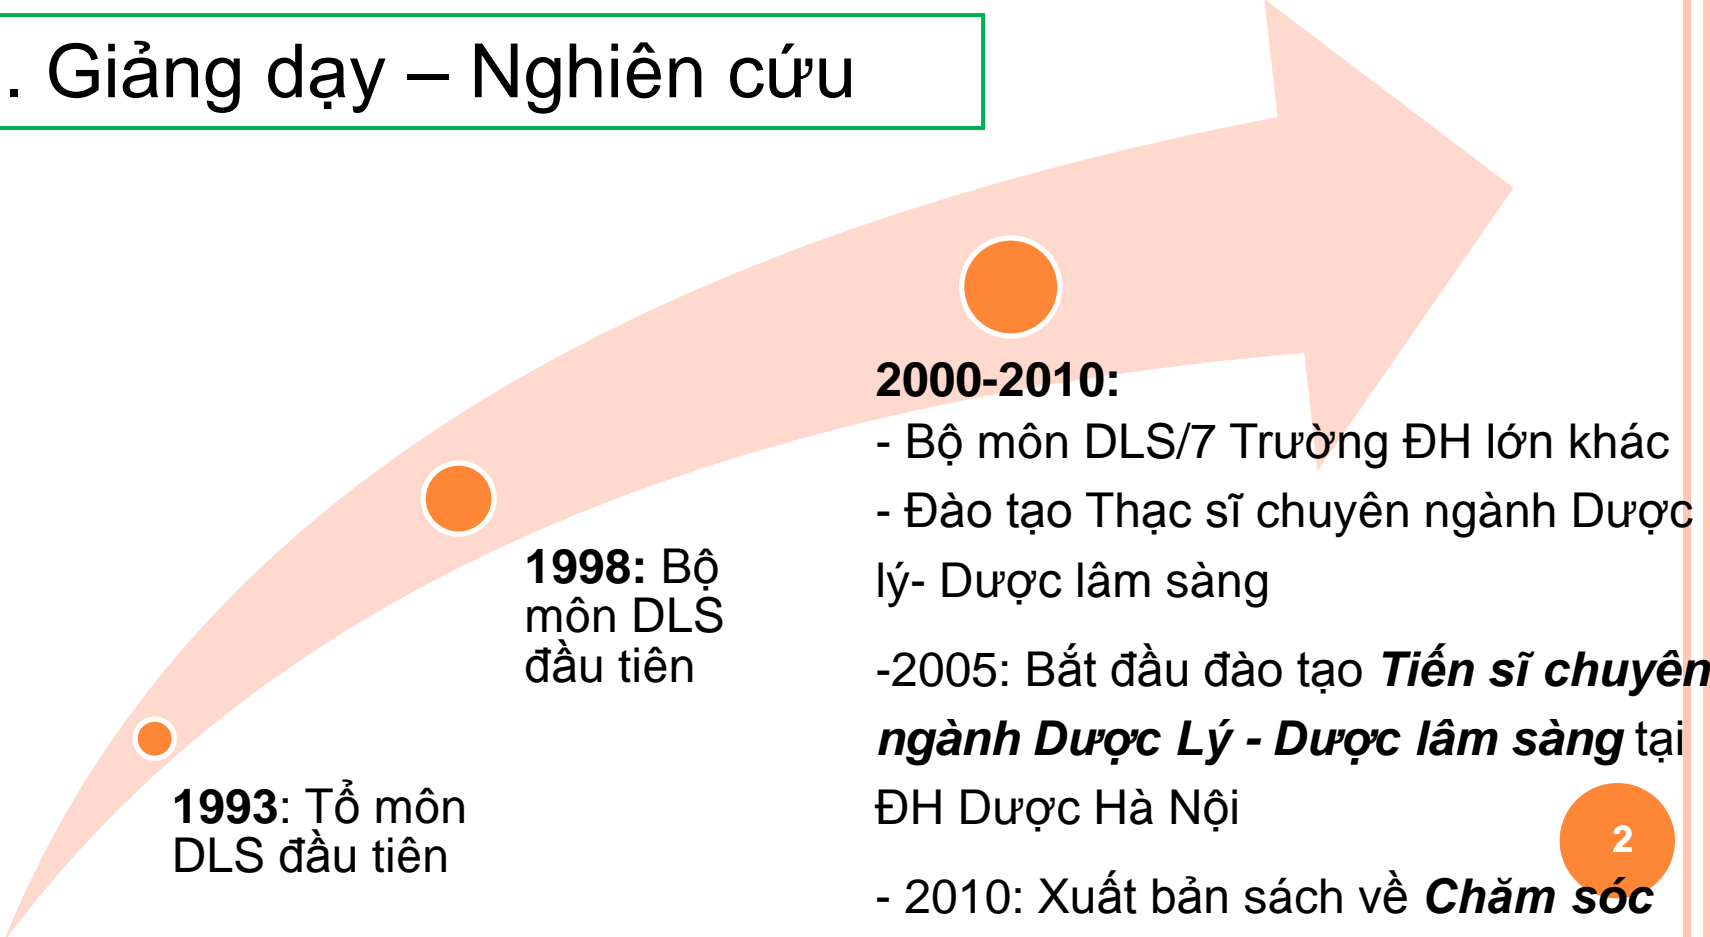 . Giảng dạy – Nghiên cứu
2000-2010:
- Bộ môn DLS/7 Trường ĐH lớn khác
- Đào tạo Thạc sĩ chuyên ngành Dược
lý- Dược lâm sàng
-2005: Bắt đầu đào tạo Tiến sĩ chuyên
ngành Dược Lý - Dược lâm sàng tại
ĐH Dược Hà Nội
- 2010: Xuất bản sách về Chăm sóc
1998: Bộ
môn DLS
đầu tiên
1993: Tổ môn
DLS đầu tiên
2